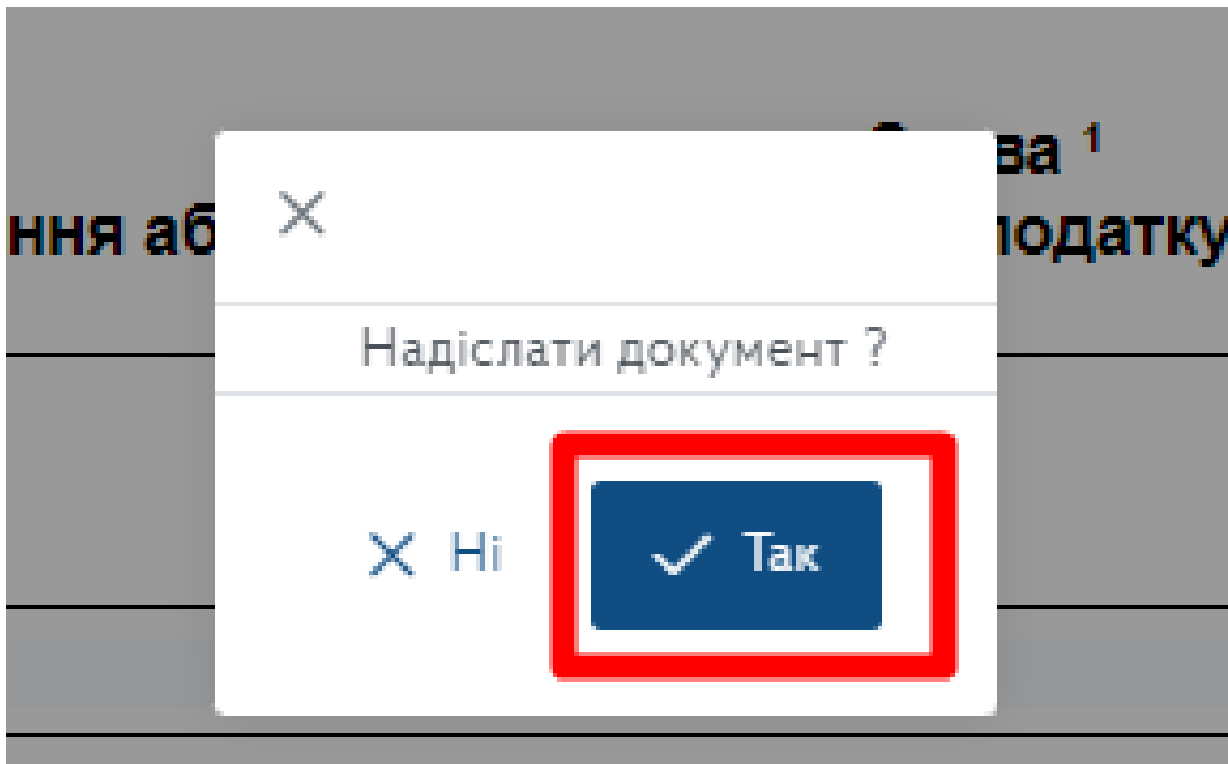 ва 1
ння аб
податку
Надіслати документ ?
Ні
Так